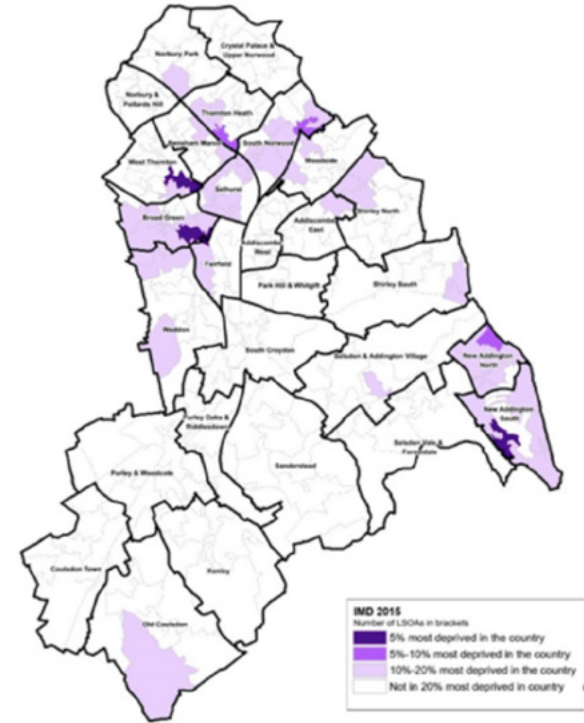 Crystal Palace &
Upper Norwood
Norbury Park
Norbury &
Pollards Hill
Thornton Heath
Bensham Manor
South Norwood
West Thornton
Woodside
Selhurst
Broad Green
Shirley North
Addiscombe
East
Addiscombe
West
Fairfield
Park Hill & Whitgift
Shirley South
Waddon
South Croydon
Selsdon & Addington Village
New Addington
North
New Addington
South
Purley Oaks &
Riddlesdown
Selsdon Vale &
Forestdale
Sanderstead
Purley & Woodcote
Coulsdon Town
Kenley
Old Coulsdon
IMD 2015
Number of LSOAs in brackets
5% most deprived in the country
5%-10% most deprived in the country
10%-20% most deprived in the country
Not in 20% most deprived in country